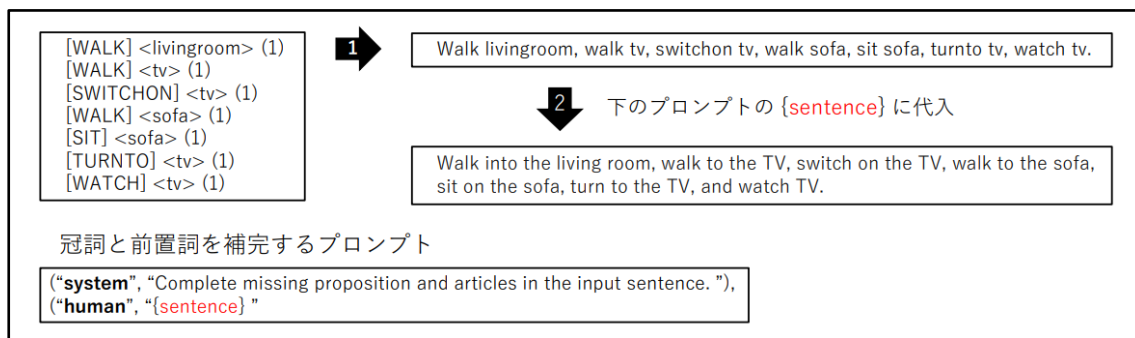 [WALK] <livingroom> (1)
[WALK] <tv> (1)
[SWITCHON] <tv> (1)
[WALK] <sofa> (1)
[SIT] <sofa> (1)
[TURNTO] <tv> (1)
[WATCH] <tv> (1)
1
Walk livingroom, walk tv, switchon tv, walk sofa, sit sofa, turnto tv, watch tv.
2
下のプロンプトの {sentence} に代入
Walk into the living room, walk to the TV, switch on the TV, walk to the sofa,
sit on the sofa, turn to the TV, and watch TV.
冠詞と前置詞を補完するプロンプト
(“system”, “Complete missing proposition and articles in the input sentence. ”),
(“human”, “{sentence} ”